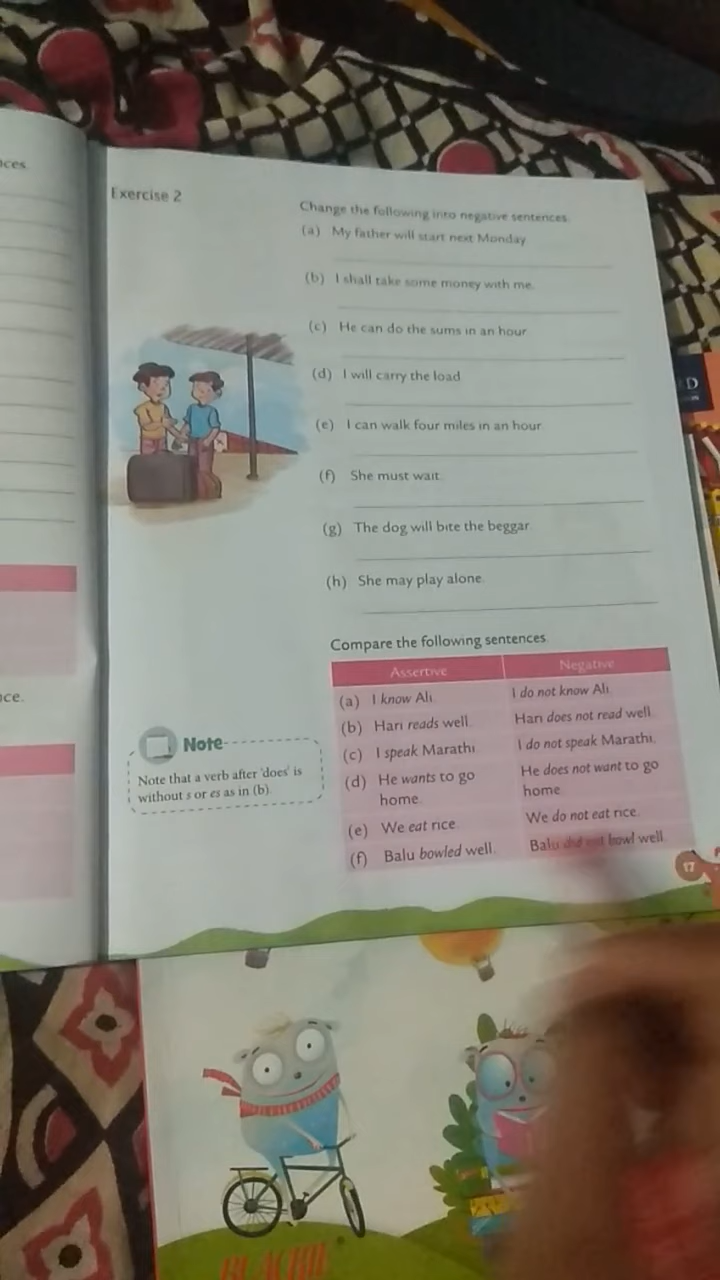 ces
Exercise 2
Change the following into negative sentences.
(a) My father will start next Monday.
(b) I shall take some money with me.
(c) He can do the sums in an hour.
(d) I will carry the load
(e) I can walk four miles in an hour.
(f) She must wait.
(g) The dog will bite the beggar.
(h) She may play alone.
Compare the following sentences.
Assertive Negative
(a) I know Ali. I do not know Ali.
(b) Hari reads well. Hari does not read well.
(c) I speak Marathi I do not speak Marathi.
(d) He wants to go He does not want to go
home. home
(e) We eat rice. We do not eat rice.
(f) Balu bowled well. Balu did not bowl well.
nce.
Note
Note that a verb after 'does' is
without s or es as in (b).
17
D